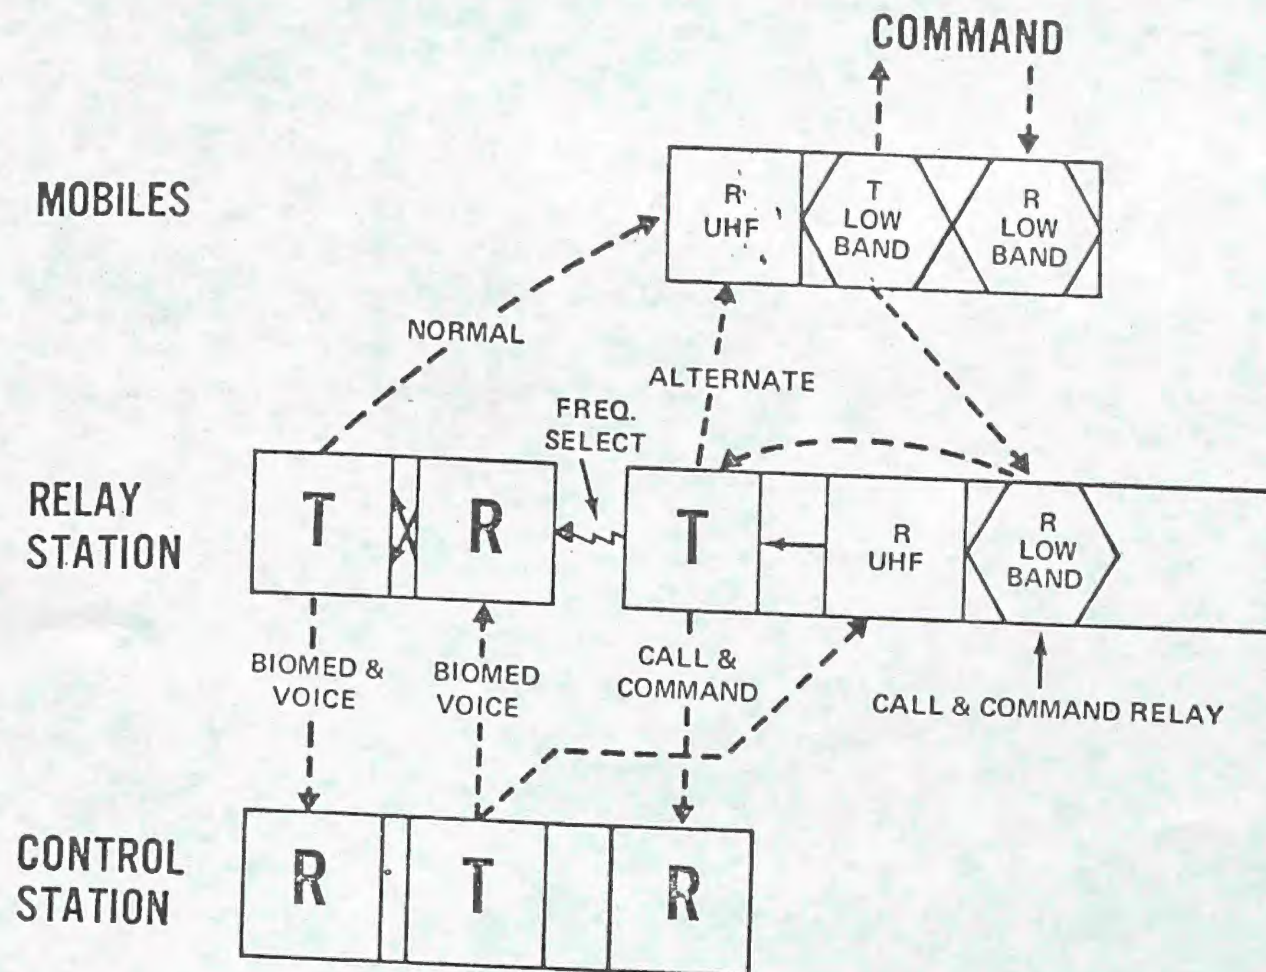 COMMAND
MOBILES
R
UHF
T
LOW
BAND
R
LOW
BAND
NORMAL
ALTERNATE
FREQ.
SELECT
RELAY
STATION
T
R
T
R
UHF
R
LOW
BAND
BIOMED &
VOICE
BIOMED
VOICE
CALL &
COMMAND
CALL & COMMAND RELAY
CONTROL
STATION
R
T
R